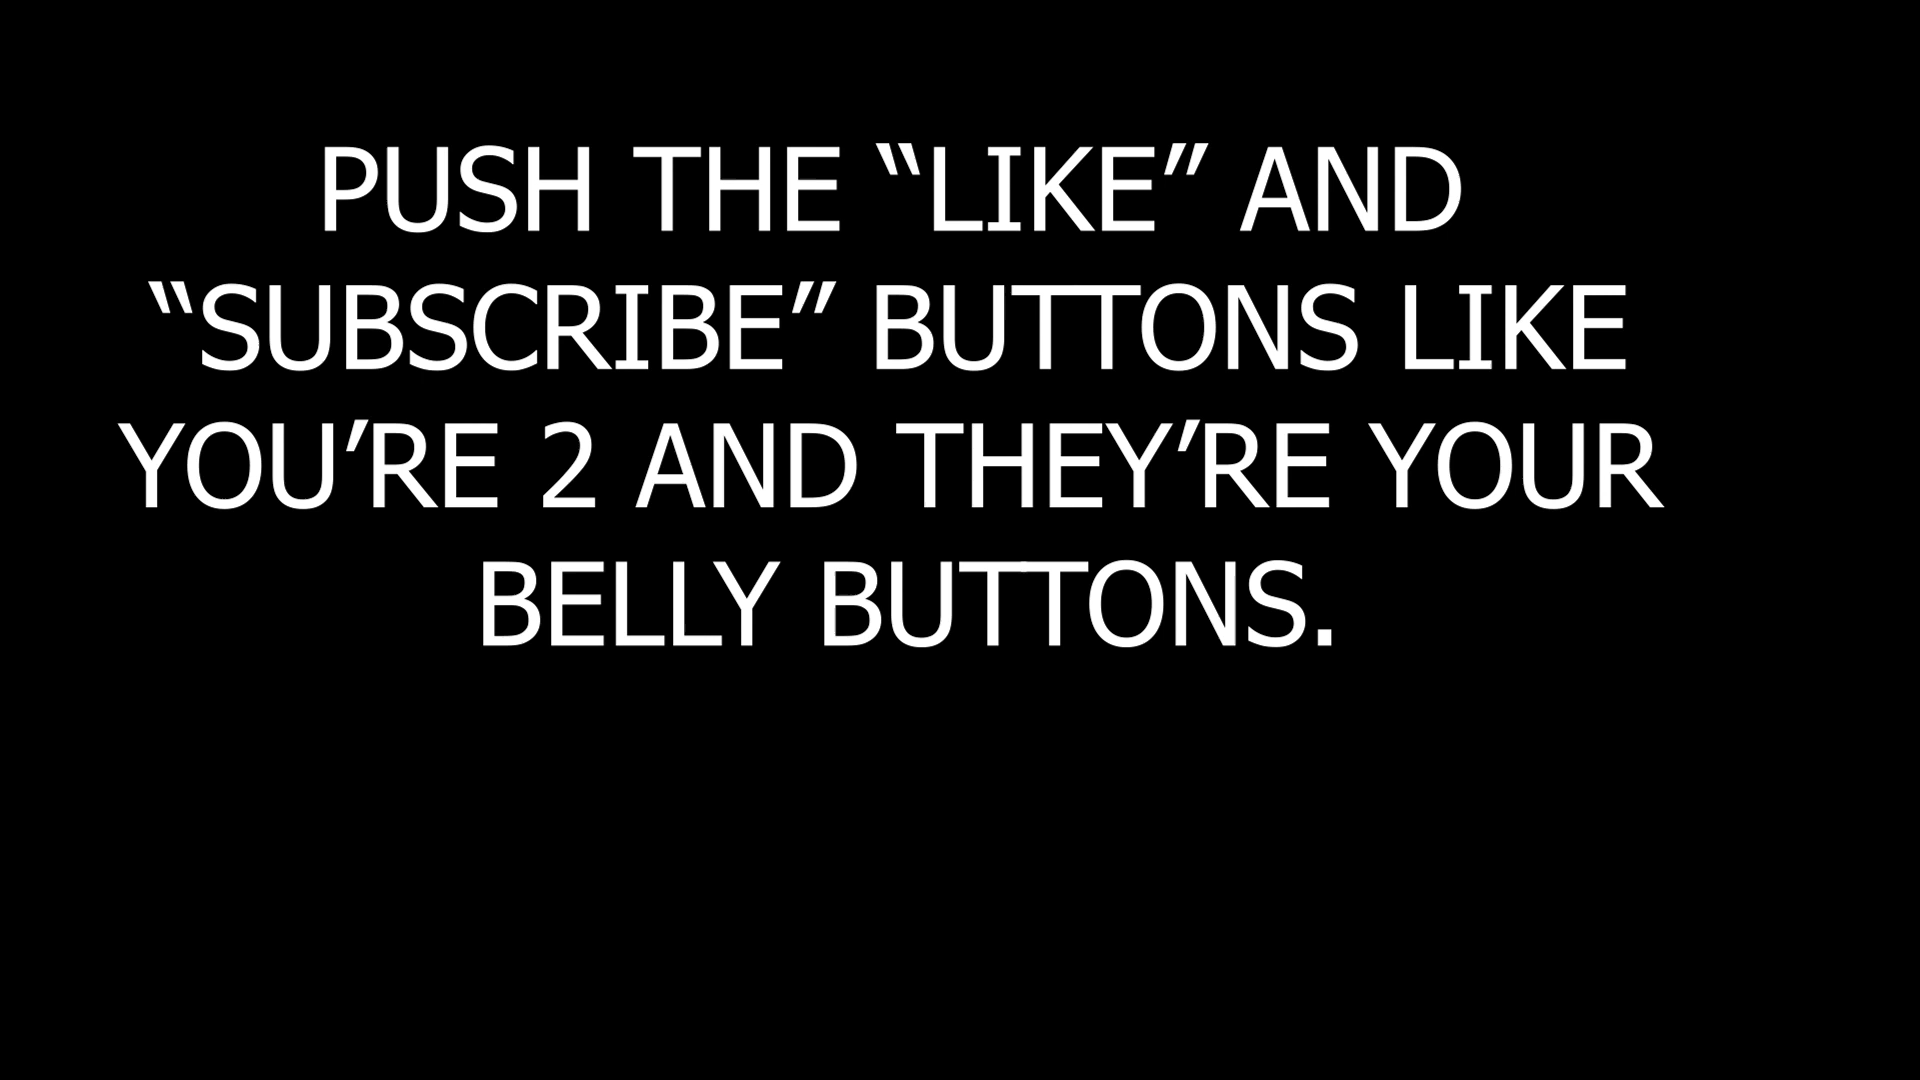 PUSH THE “LIKE” AND
“SUBSCRIBE” BUTTONS LIKE
YOU’RE 2 AND THEY’RE YOUR
BELLY BUTTONS.